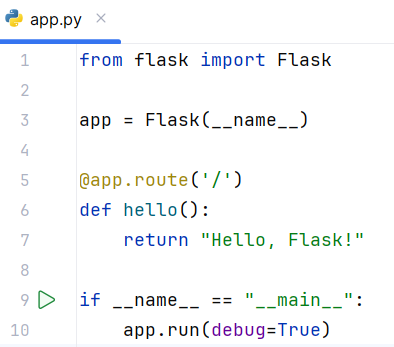 app.py
1 from flask import Flask
2
3 app = Flask(__name__)
4
5 @app.route('/')
6 def hello():
7     return "Hello, Flask!"
8
9 if __name__ == "__main__":
10     app.run(debug=True)